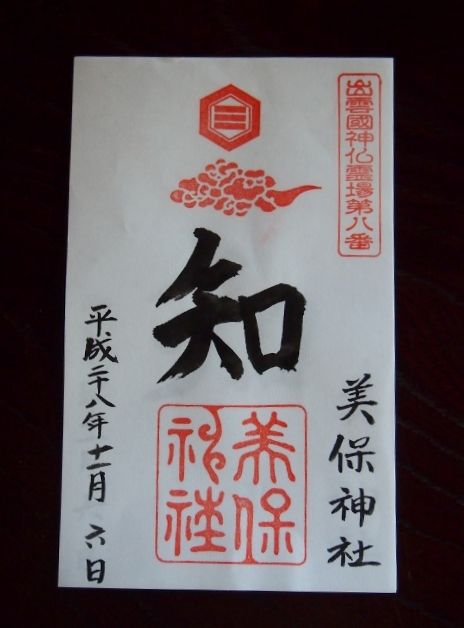 出雲國神仏霊場第八番
美保神社
知
美保
神社
平成二十八年十一月六日